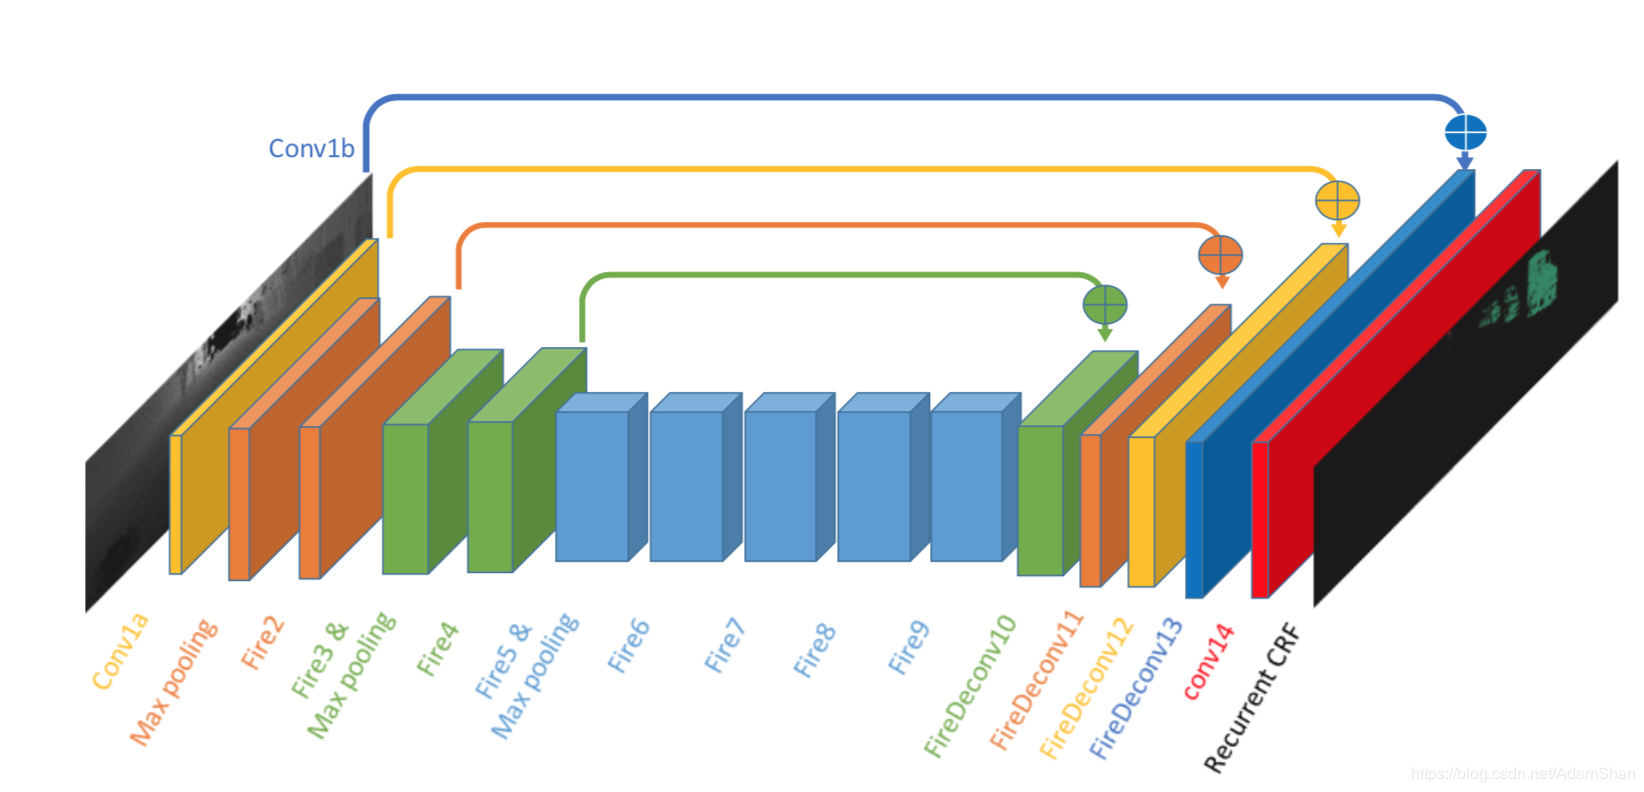 Conv1b
Conv1a
Max pooling
Fire2
Fire3 &
Max pooling
Fire4
Fire5 &
Max pooling
Fire6
Fire7
Fire8
Fire9
FireDeconv10
FireDeconv11
FireDeconv12
FireDeconv13
conv14
Recurrent CRF
https://blog.csdn.net/AdamShan